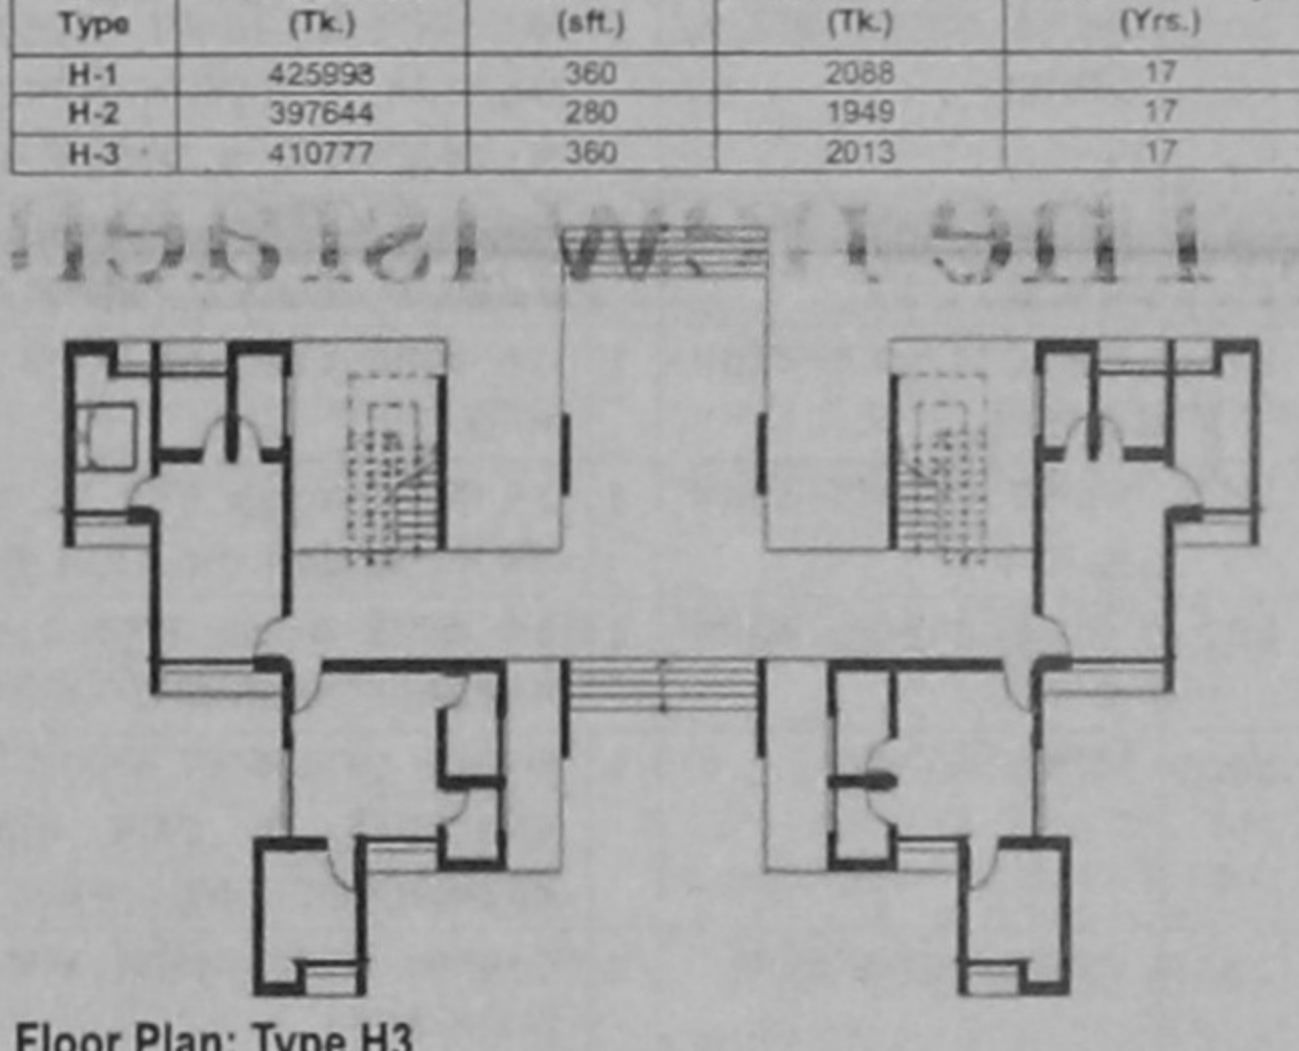 Type (Tk.) (sft.) (Tk.) (Yrs.)
H-1 425993 360 2088 17
H-2 397644 280 1949 17
H-3 410777 360 2013 17
Floor Plan: Type H3